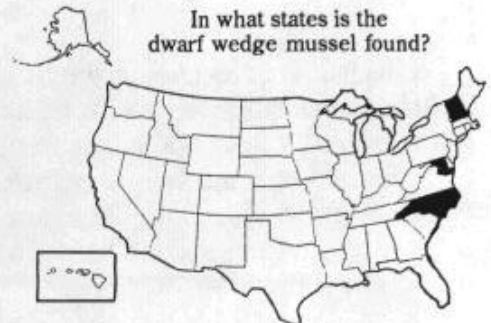 In what states is the
dwarf wedge mussel found?